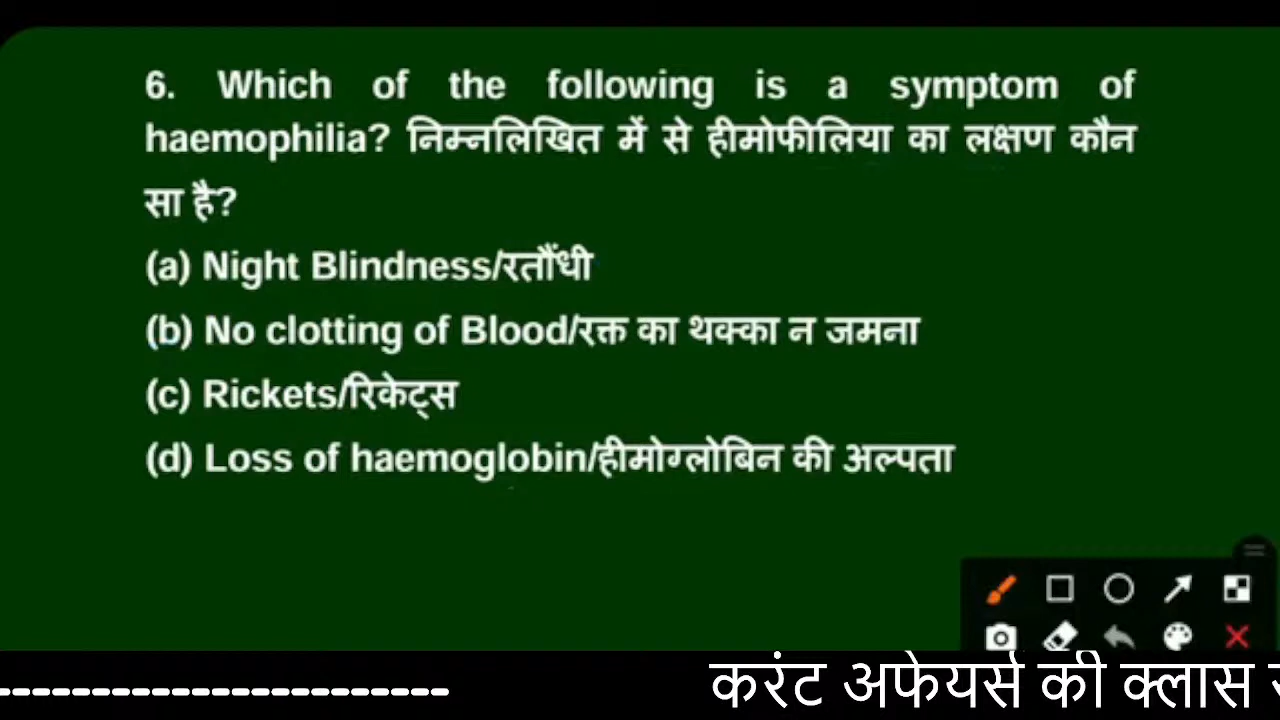 6. Which of the following is a symptom of
haemophilia? निम्नलिखित में से हीमोफीलिया का लक्षण कौन
सा है?
(a) Night Blindness/रतौंधी
(b) No clotting of Blood/रक्त का थक्का न जमना
(c) Rickets/रिकेट्स
(d) Loss of haemoglobin/हीमोग्लोबिन की अल्पता
------------------------ करंट अफेयर्स की क्लास